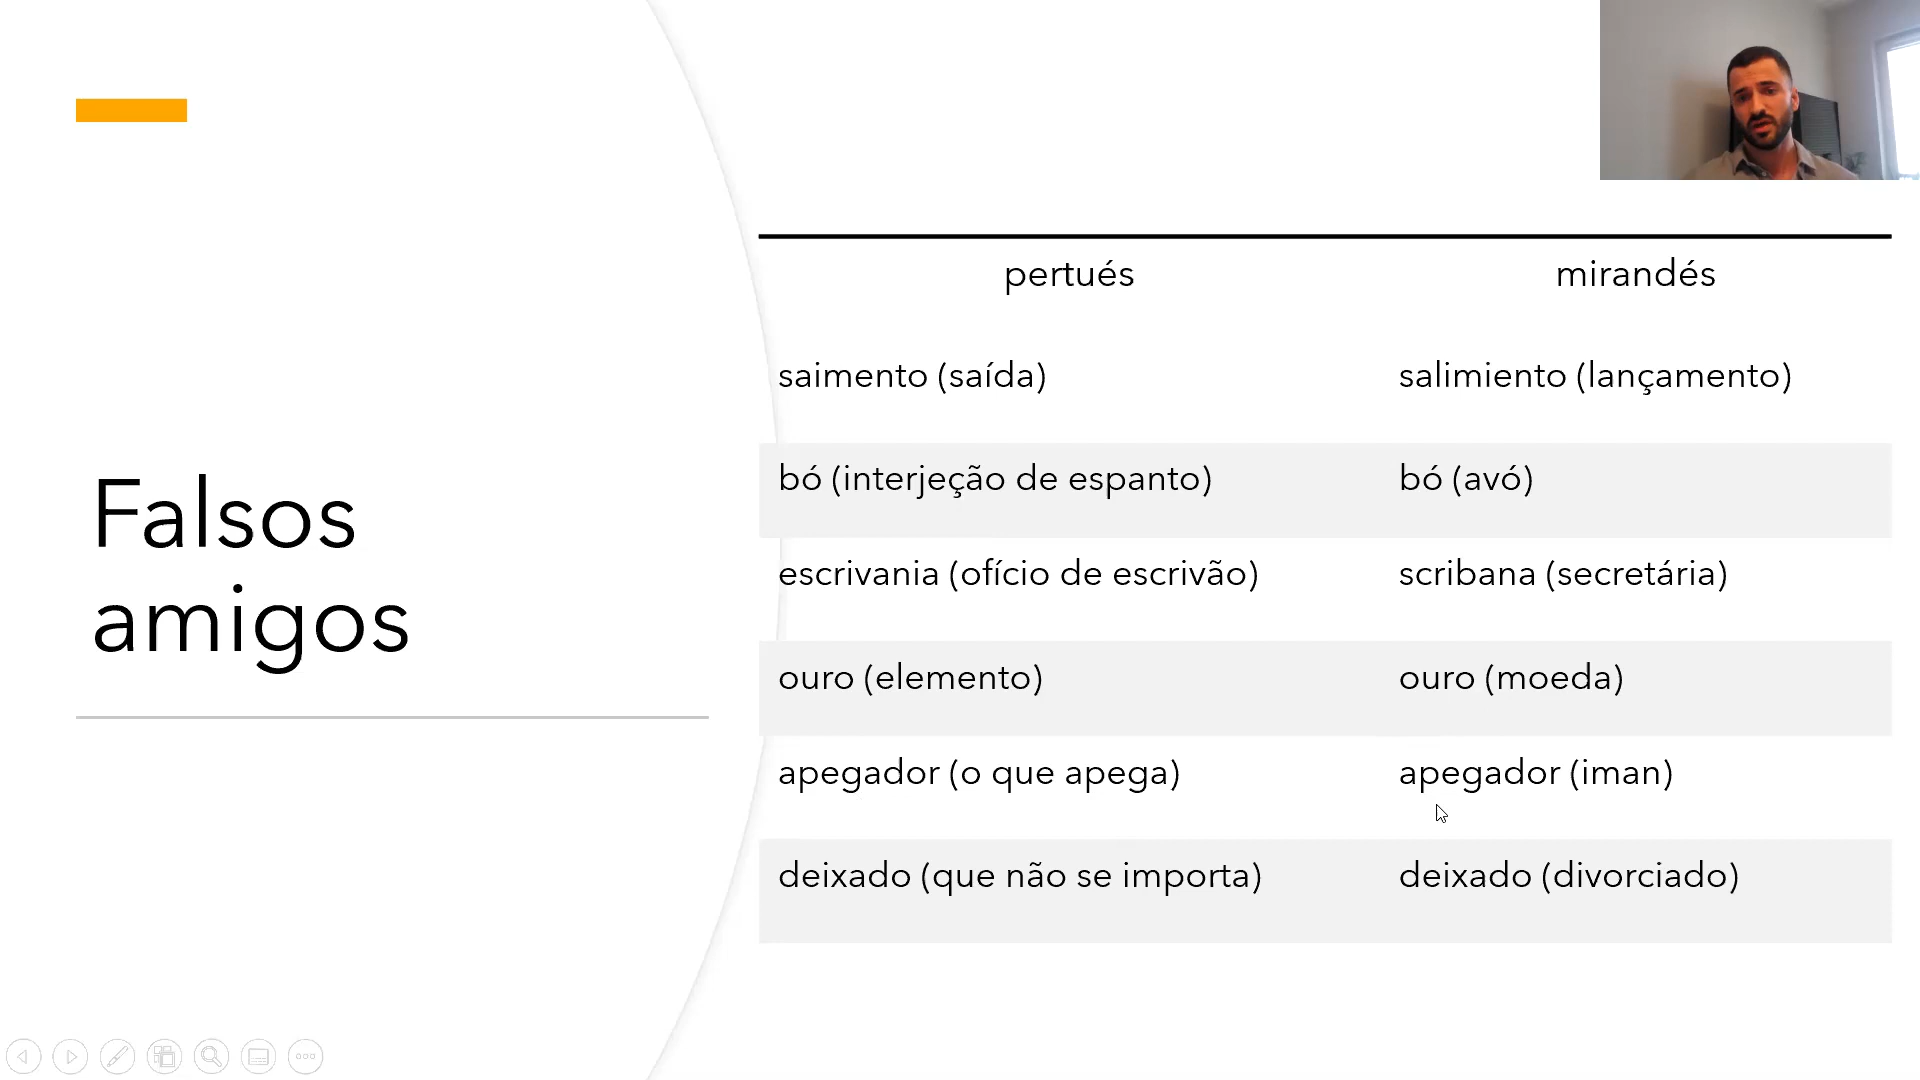 Falsos
amigos
pertués mirandés
saimento (saída) salimiento (lançamento)
bó (interjeção de espanto) bó (avó)
escrivania (ofício de escrivão) scribana (secretária)
ouro (elemento) ouro (moeda)
apegador (o que apega) apegador (iman)
deixado (que não se importa) deixado (divorciado)